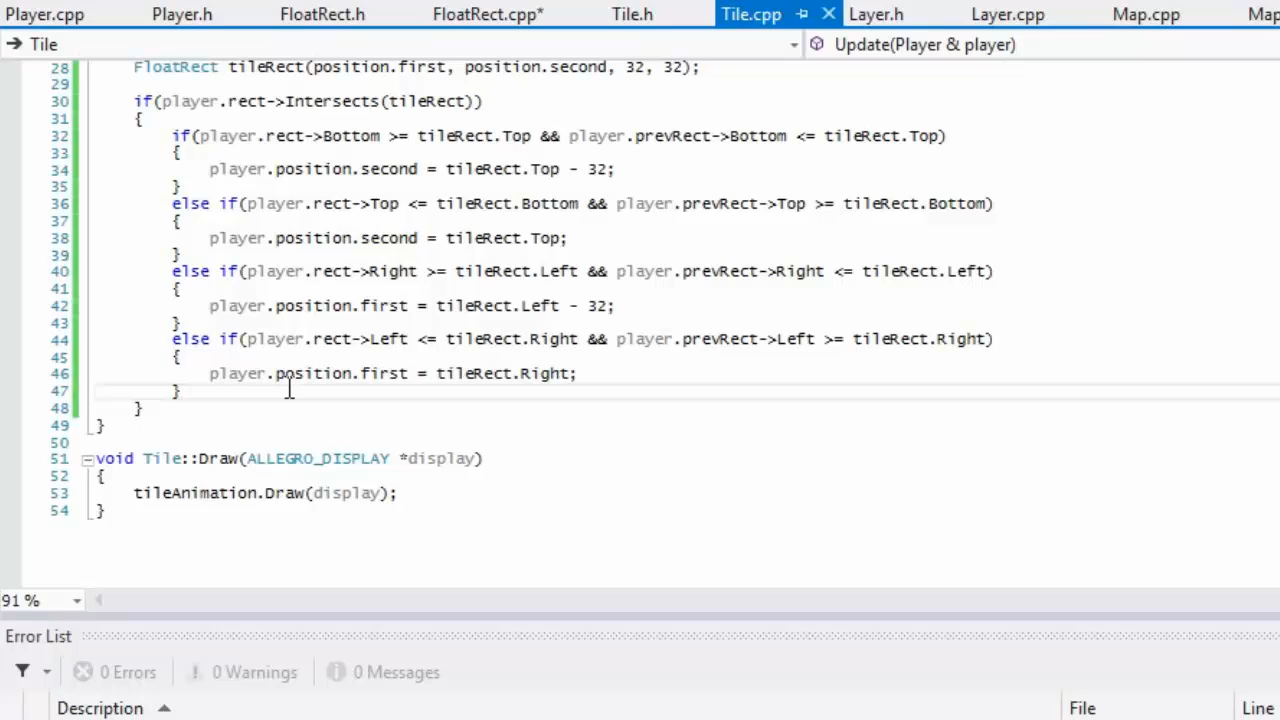 Player.cpp Player.h FloatRect.h FloatRect.cpp* Tile.h Tile.cpp Layer.h Layer.cpp Map.cpp Map
Tile Update(Player & player)
28 FloatRect tileRect(position.first, position.second, 32, 32);
29
30 if(player.rect->Intersects(tileRect))
31 {
32 if(player.rect->Bottom >= tileRect.Top && player.prevRect->Bottom <= tileRect.Top)
33 {
34 player.position.second = tileRect.Top - 32;
35 }
36 else if(player.rect->Top <= tileRect.Bottom && player.prevRect->Top >= tileRect.Bottom)
37 {
38 player.position.second = tileRect.Top;
39 }
40 else if(player.rect->Right >= tileRect.Left && player.prevRect->Right <= tileRect.Left)
41 {
42 player.position.first = tileRect.Left - 32;
43 }
44 else if(player.rect->Left <= tileRect.Right && player.prevRect->Left >= tileRect.Right)
45 {
46 player.position.first = tileRect.Right;
47 }
48 }
49 }
50
51 void Tile::Draw(ALLEGRO_DISPLAY *display)
52 {
53 tileAnimation.Draw(display);
54 }
91 %
Error List
0 Errors 0 Warnings 0 Messages
Description File Line